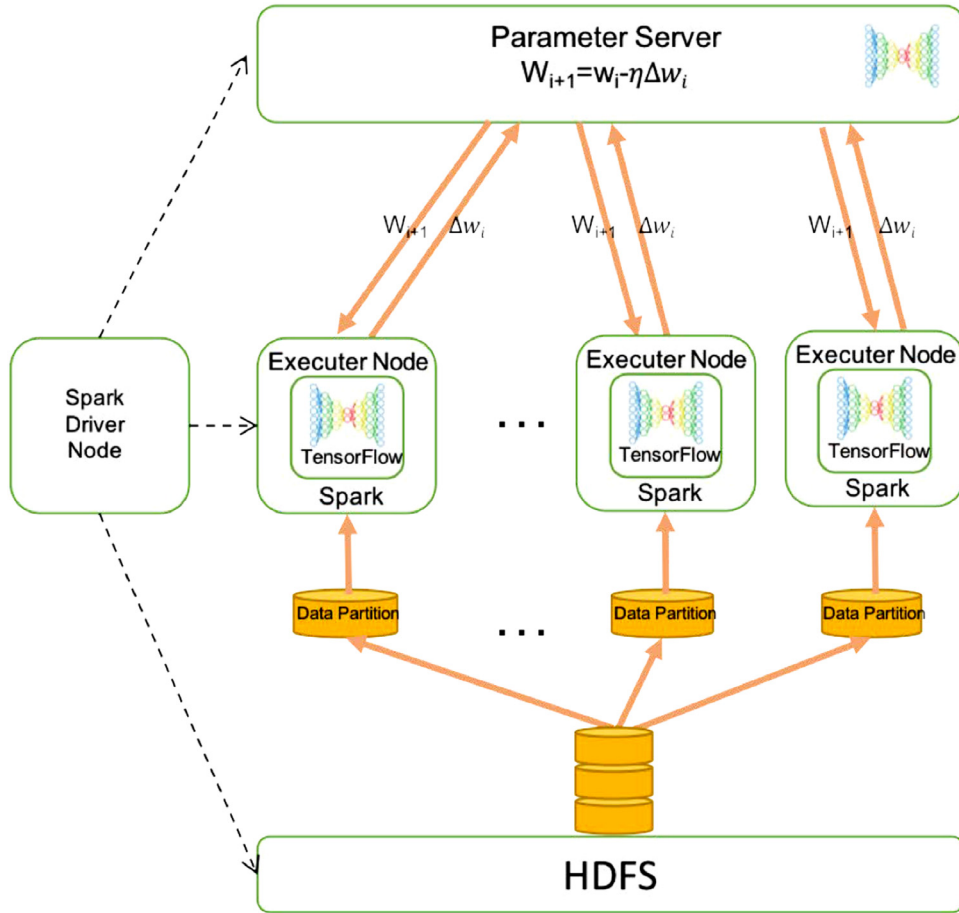 Parameter Server
Wᵢ₊₁=wᵢ-ηΔwᵢ
Wᵢ₊₁ Δwᵢ
Wᵢ₊₁ Δwᵢ
Wᵢ₊₁ Δwᵢ
Spark
Driver
Node
Executer Node
TensorFlow
Spark
...
Executer Node
TensorFlow
Spark
Executer Node
TensorFlow
Spark
Data Partition
...
Data Partition
Data Partition
HDFS